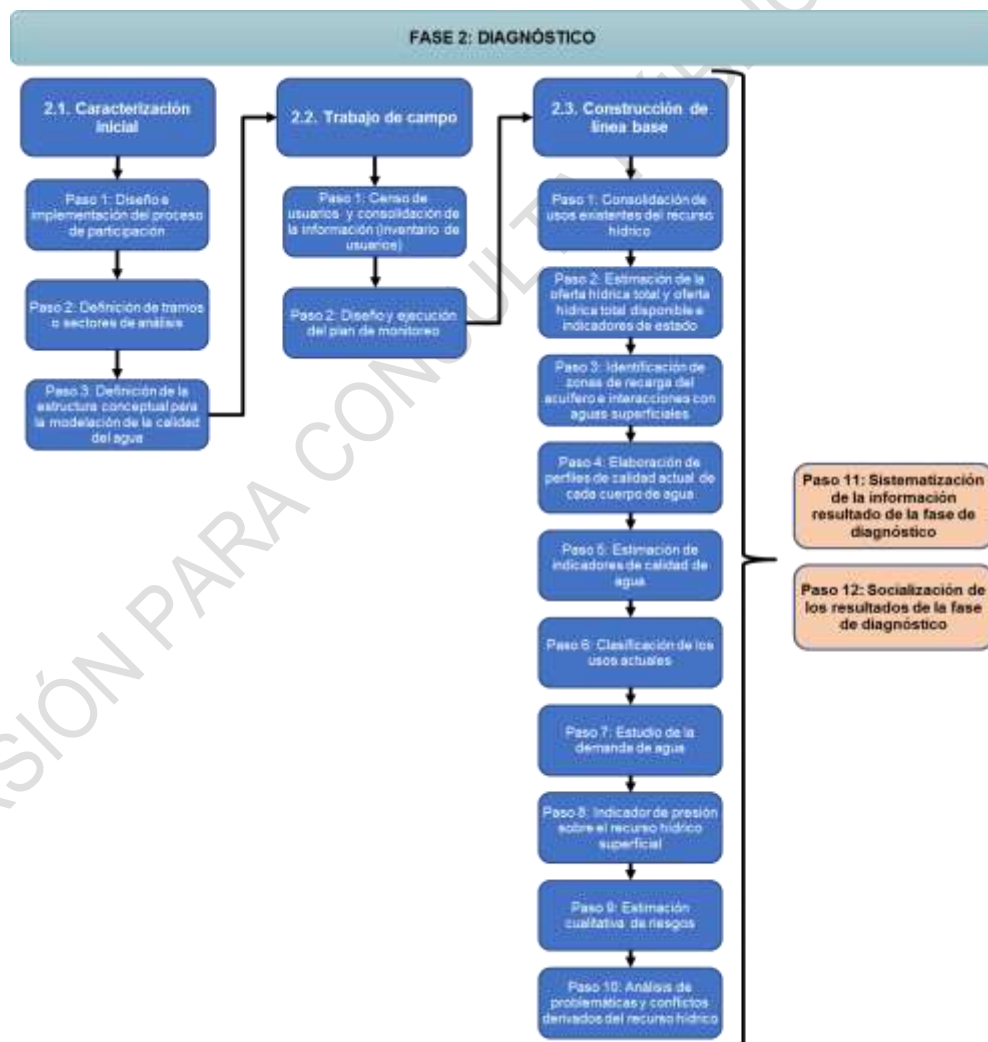 FASE 2: DIAGNÓSTICO
2.1. Caracterización
inicial
Paso 1: Diseño e
implementación del proceso
de participación
Paso 2: Definición de tramos
o sectores de análisis
Paso 3: Definición de la
estructura conceptual para
la modelación de la calidad
del agua
2.2. Trabajo de campo
Paso 1: Censo de
usuarios y consolidación de
la información (inventario de
usuarios)
Paso 2: Diseño y ejecución
del plan de monitoreo
2.3. Construcción de
línea base
Paso 1: Consolidación de
usos existentes del recurso
hídrico
Paso 2: Estimación de la
oferta hídrica total y oferta
hídrica total disponible e
indicadores de estado
Paso 3: Identificación de
zonas de recarga del
acuífero e interacciones con
aguas superficiales
Paso 4: Elaboración de
perfiles de calidad actual de
cada cuerpo de agua
Paso 5: Estimación de
indicadores de calidad de
agua
Paso 6: Clasificación de los
usos actuales
Paso 7: Estudio de la
demanda de agua
Paso 8: Indicador de presión
sobre el recurso hídrico
superficial
Paso 9: Estimación
cualitativa de riesgos
Paso 10: Análisis de
problemáticas y conflictos
derivados del recurso hídrico
Paso 11: Sistematización
de la información
resultado de la fase de
diagnóstico
Paso 12: Socialización de
los resultados de la fase
de diagnóstico
RSIÓN PARA CONSULTA PÚBLIC